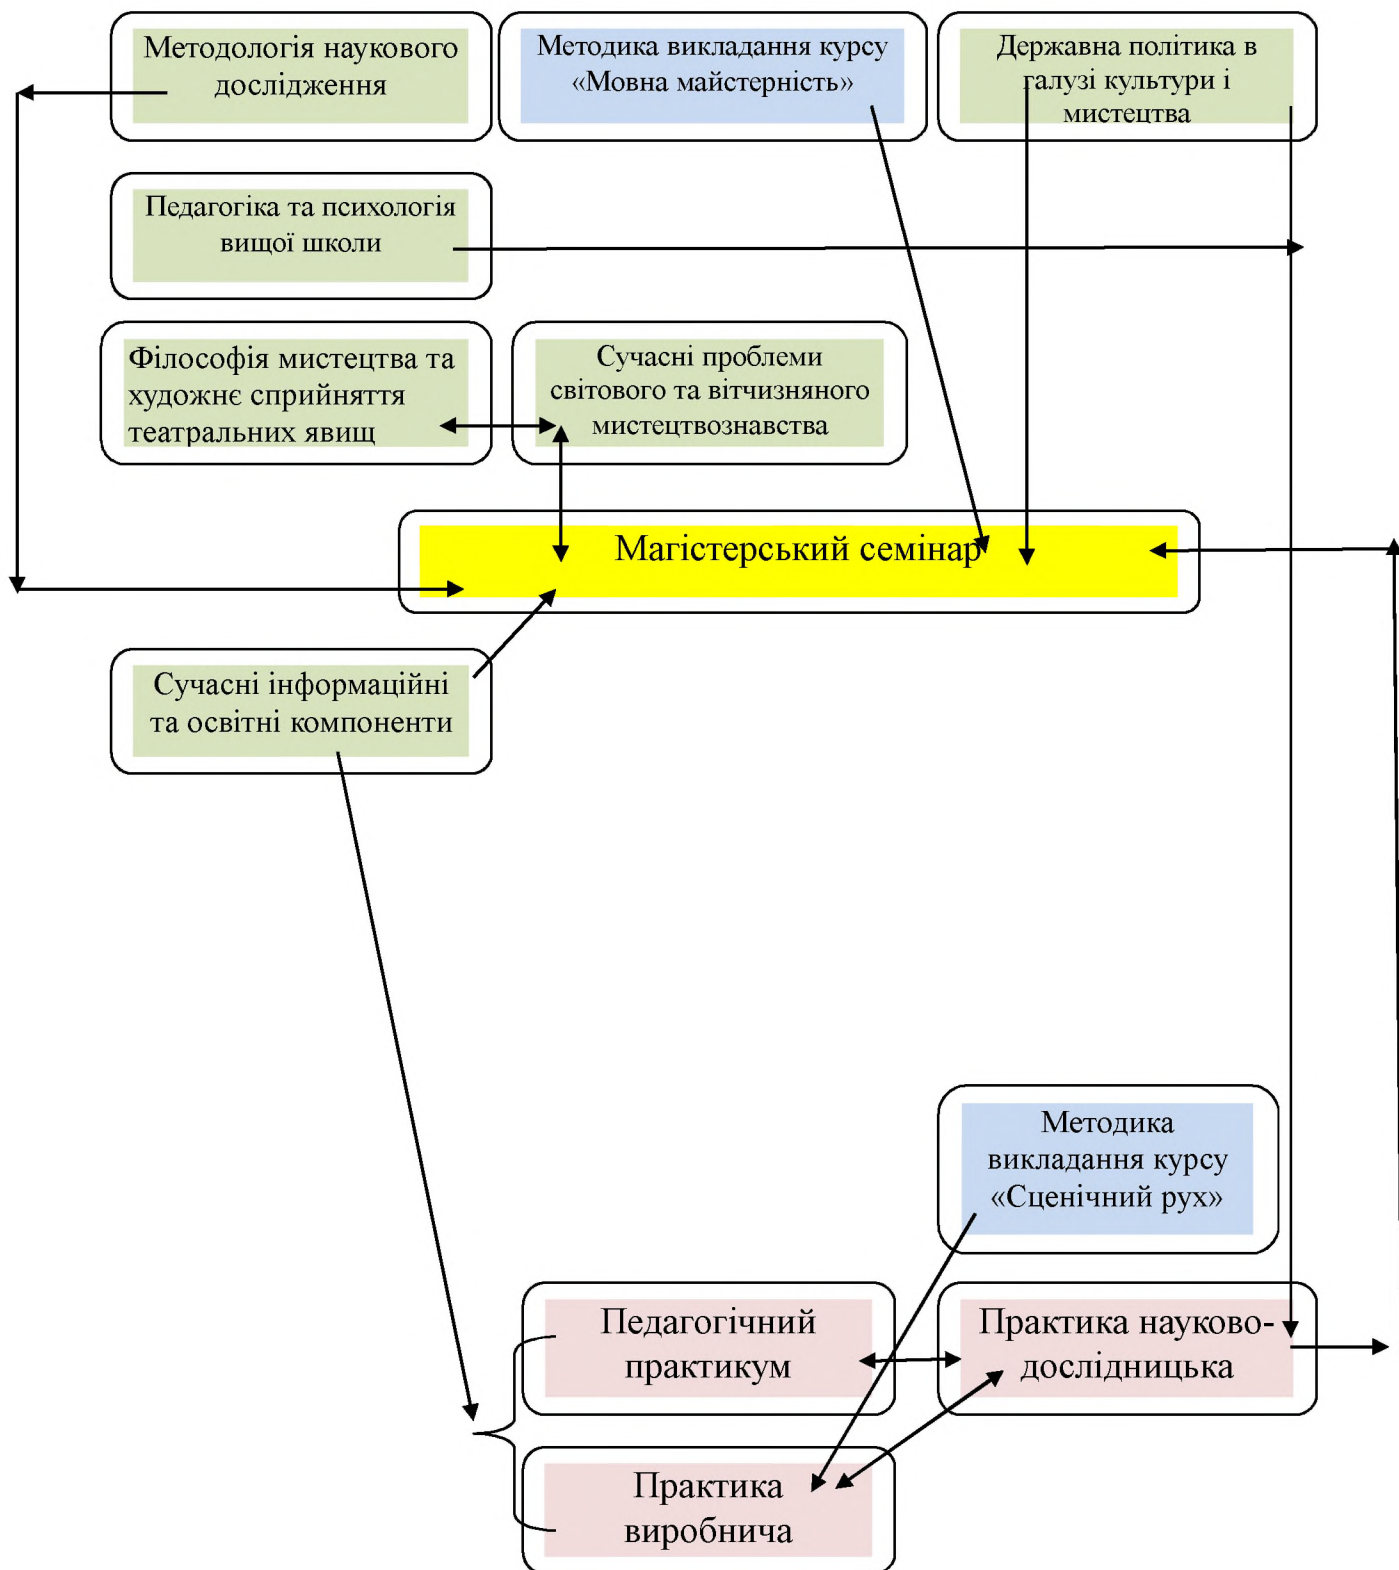 Методологія наукового
дослідження
Методика викладання курсу
«Мовна майстерність»
Державна політика в
галузі культури і
мистецтва
Педагогіка та психологія
вищої школи
Філософія мистецтва та
художнє сприйняття
театральних явищ
Сучасні проблеми
світового та вітчизняного
мистецтвознавства
Магістерський семінар
Сучасні інформаційні
та освітні компоненти
Методика
викладання курсу
«Сценічний рух»
Педагогічний
практикум
Практика науково-
дослідницька
Практика
виробнича